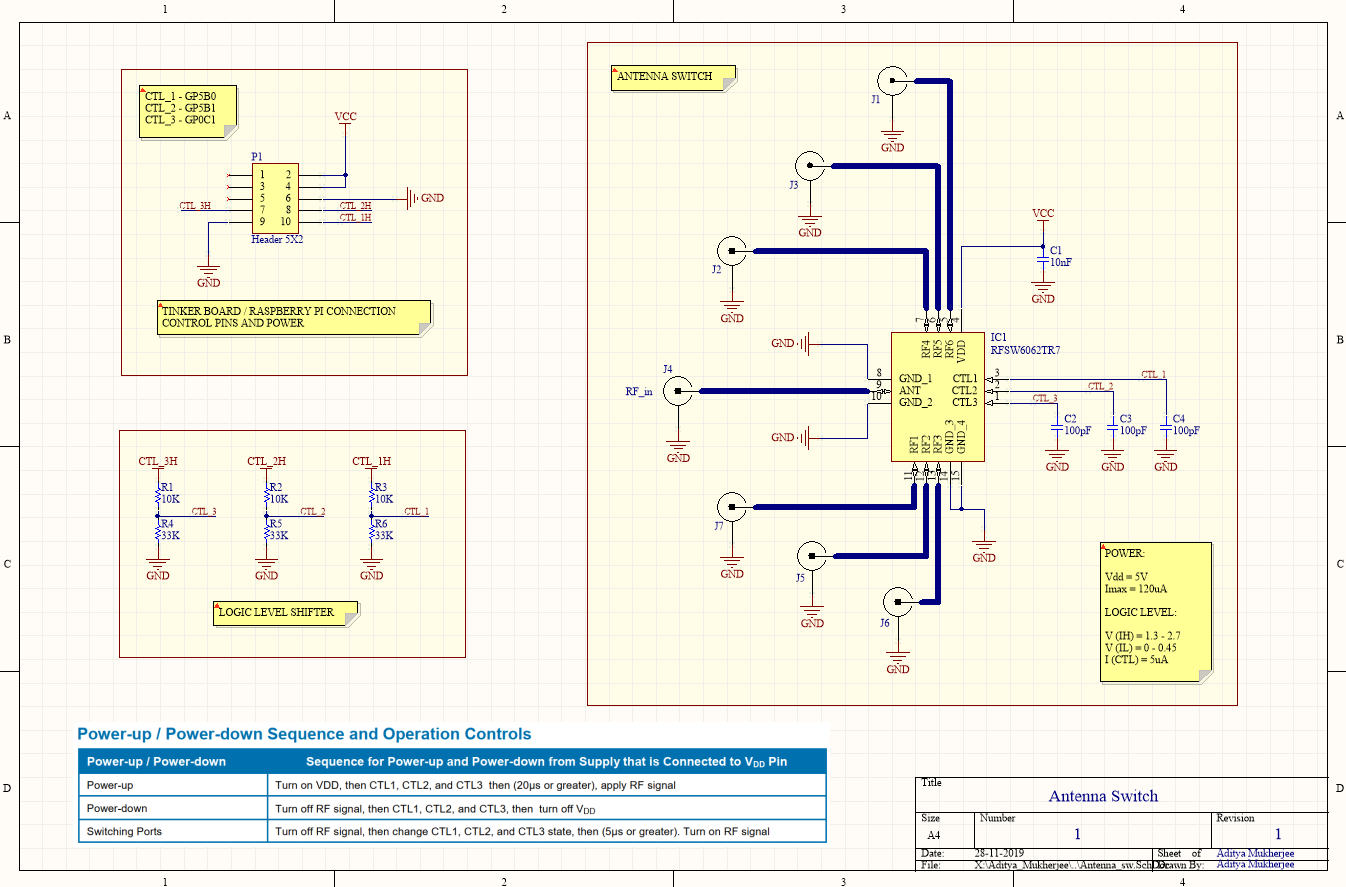 1 2 3 4
A A
B B
C C
D D
1 2 3 4
CTL_1 - GP5B0
CTL_2 - GP5B1
CTL_3 - GP0C1
VCC
P1
1 2
3 4
5 6 GND
CTL_3H 7 8 CTL_2H
9 10 CTL_1H
Header 5X2
GND
TINKER BOARD / RASPBERRY PI CONNECTION
CONTROL PINS AND POWER
CTL_3H CTL_2H CTL_1H
R1 R2 R3
10K 10K 10K
CTL_3 CTL_2 CTL_1
R4 R5 R6
33K 33K 33K
GND GND GND
LOGIC LEVEL SHIFTER
ANTENNA SWITCH
J1
GND
J3
GND
J2
GND
VCC
C1
10nF
GND
7 6 5 4
RF4 RF5 RF6 VDD
IC1
RFSW6062TR7
GND
J4
RF_in
GND
8 GND_1 CTL1 3 CTL_1
9 ANT CTL2 2 CTL_2
10 GND_2 CTL3 1 CTL_3
GND
RF1 RF2 RF3 GND_3 GND_4
11 12 13 14 15
C2 C3 C4
100pF 100pF 100pF
GND GND GND
J7
GND
J5
GND
J6
GND
GND
POWER:
Vdd = 5V
Imax = 120uA
LOGIC LEVEL:
V (IH) = 1.3 - 2.7
V (IL) = 0 - 0.45
I (CTL) = 5uA
Power-up / Power-down Sequence and Operation Controls
Power-up / Power-down Sequence for Power-up and Power-down from Supply that is Connected to VDD Pin
Power-up Turn on VDD, then CTL1, CTL2, and CTL3 then (20µs or greater), apply RF signal
Power-down Turn off RF signal, then CTL1, CTL2, and CTL3, then turn off VDD
Switching Ports Turn off RF signal, then change CTL1, CTL2, and CTL3 state, then (5µs or greater). Turn on RF signal
Title
Antenna Switch
Size Number Revision
A4 1 1
Date: 28-11-2019 Sheet of Aditya Mukherjee
File: X:\Aditya_Mukherjee\..\Antenna_sw.SchDoc Drawn By: Aditya Mukherjee